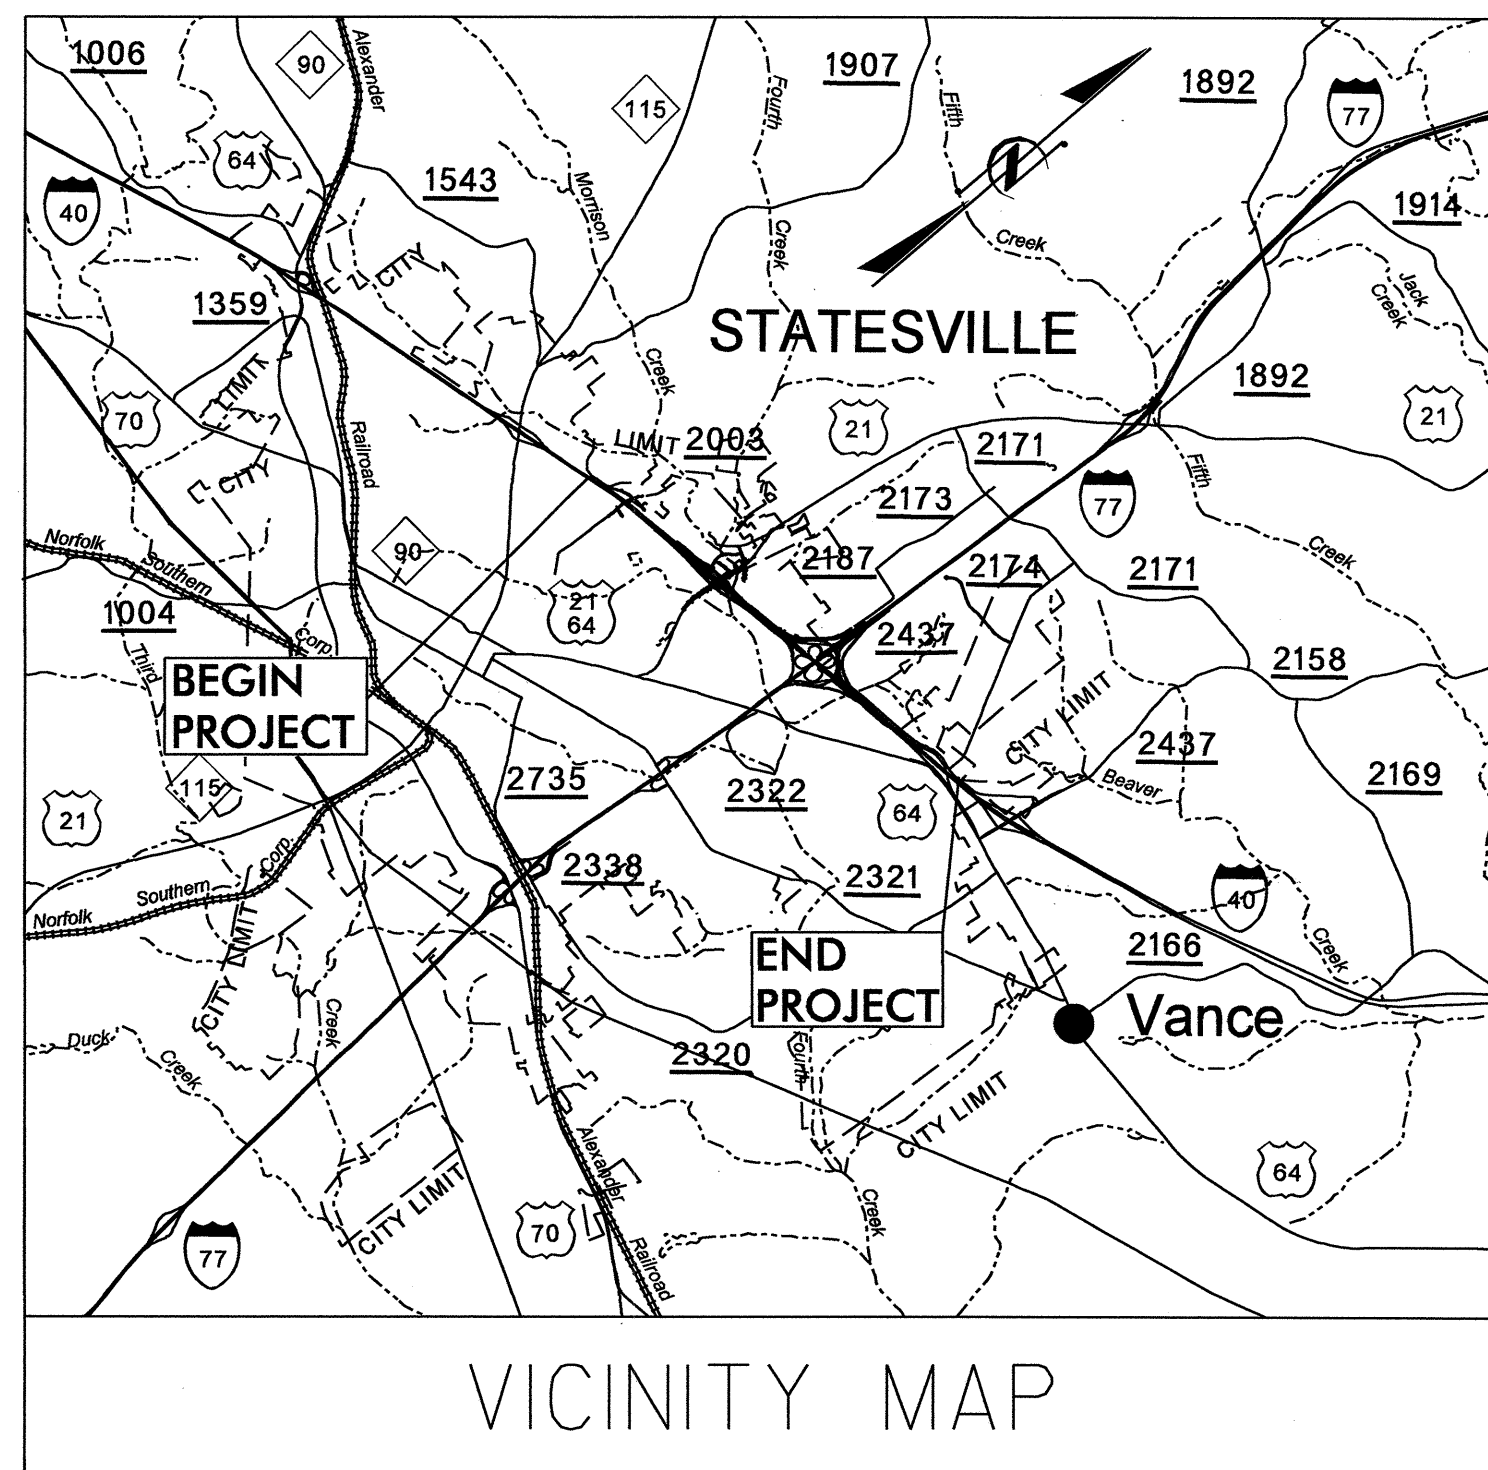 1006
90
Alexander
115
1907
Fourth
Fifth
1892
77
64
1543
40
Morrison
1914
Creek
Creek
CITY
1359
Jack
Creek
STATESVILLE
Creek
LIMIT
1892
70
21
21
LIMIT
2003
2171
Railroad
CITY
Fifth
77
2173
Norfolk
Southern
90
2187
2174
2171
Creek
21
64
1004
Corp.
2437
Third
2158
BEGIN
PROJECT
CITY LIMIT
2437
2169
115
2735
2322
Beaver
21
64
Corp.
2338
2321
40
Southern
Norfolk
CITY LIMIT
END
PROJECT
2166
Creek
Creek
Vance
Duck
Creek
Fourth
2320
CITY LIMIT
Alexander
64
CITY LIMIT
Creek
70
77
Railroad
VICINITY MAP